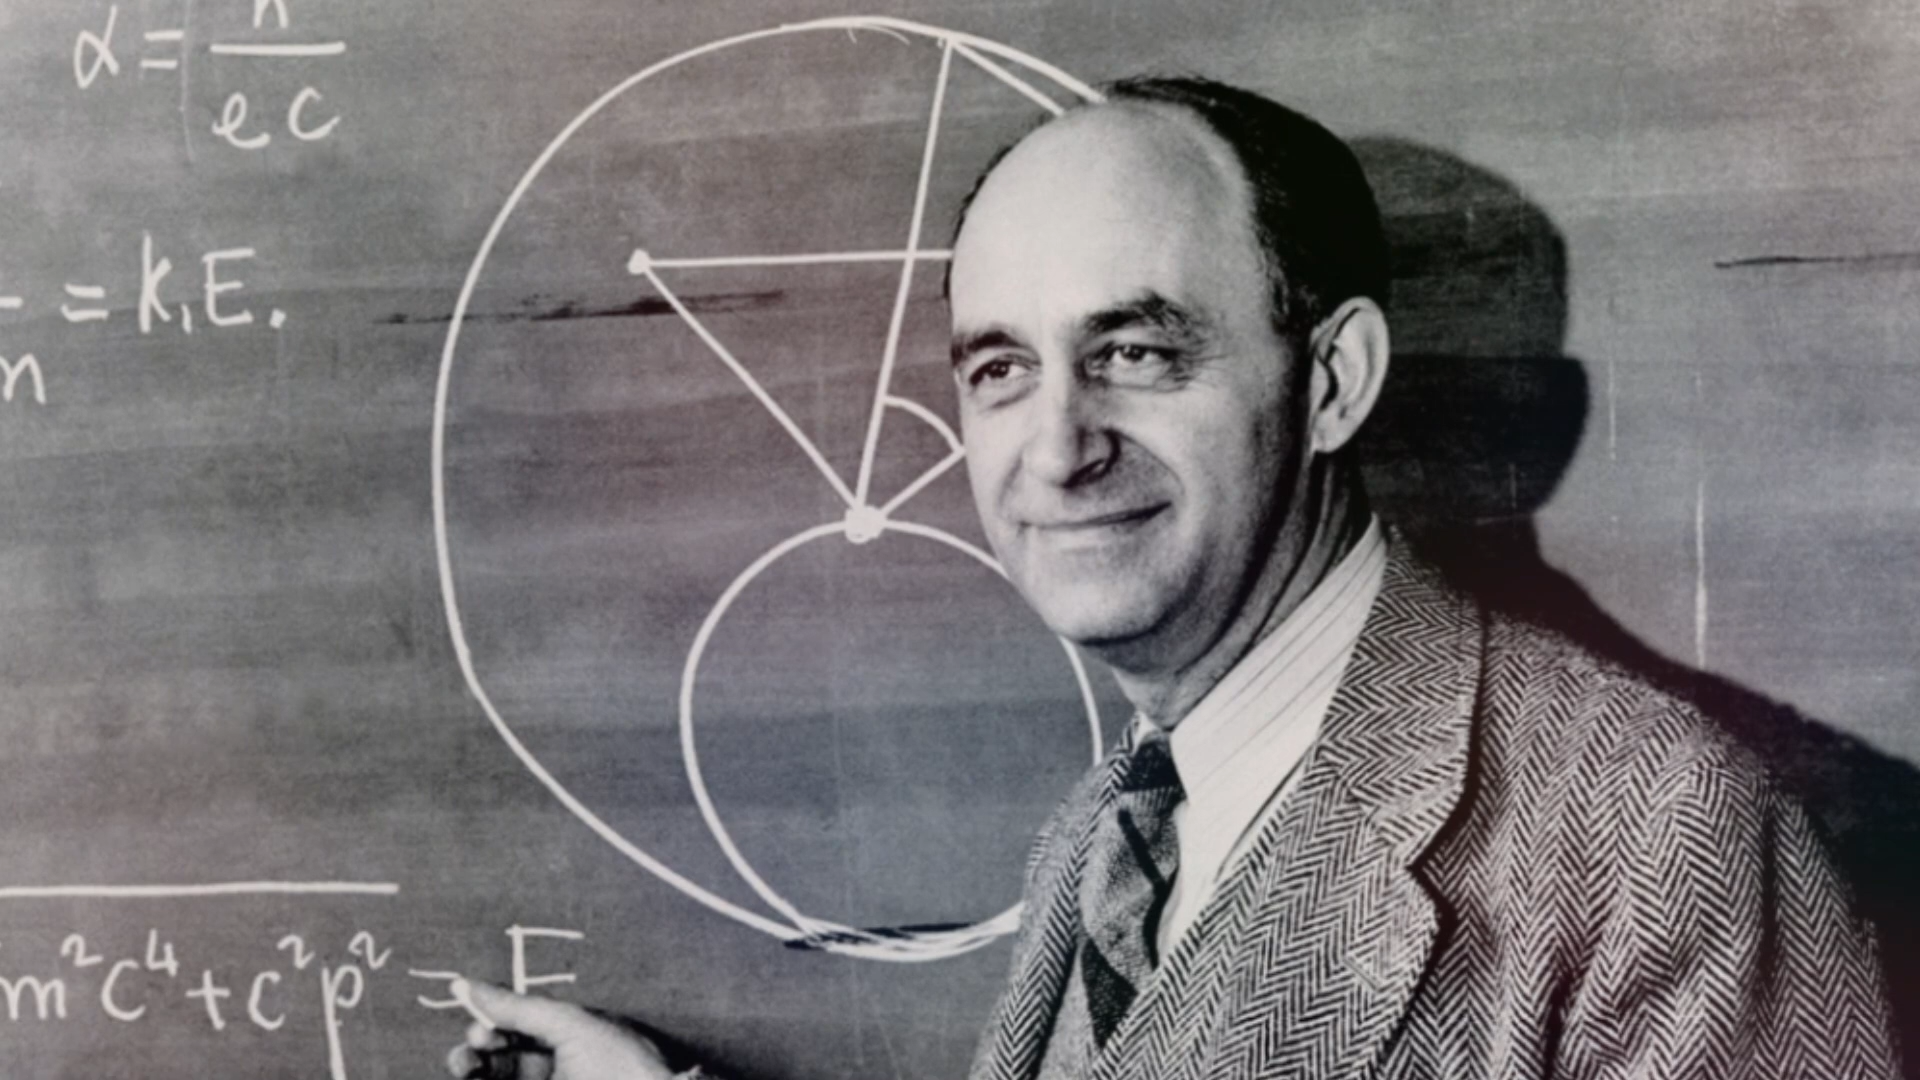 α = ħ / ec
= k₁E.
n
m²c⁴ + c²p² = E